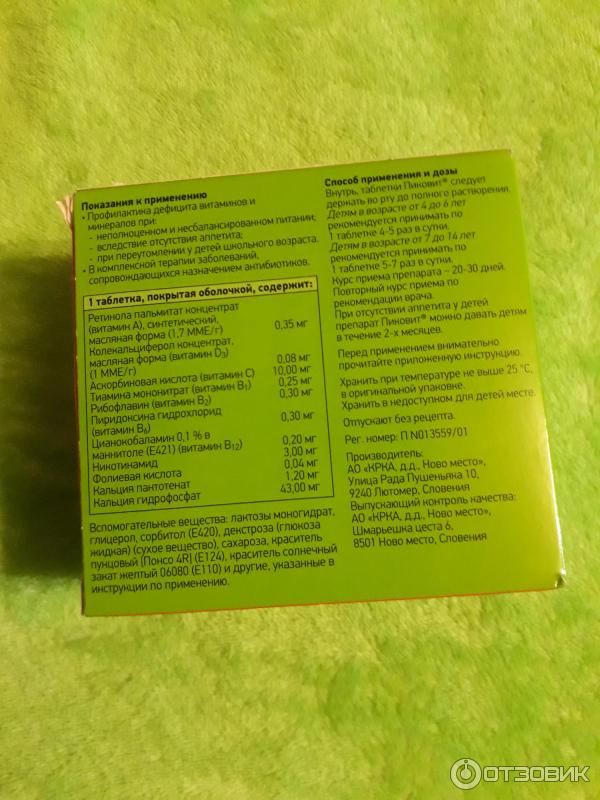 Показания к применению
• Профилактика дефицита витаминов и
минералов при:
- неполноценном и несбалансированном питании;
- вследствие отсутствия аппетита;
- при переутомлении у детей школьного возраста.
• В комплексной терапии заболеваний,
сопровождающихся назначением антибиотиков.
1 таблетка, покрытая оболочкой, содержит:
Ретинола пальмитат концентрат
(витамин А), синтетический,
масляная форма (1,7 ММЕ/г) 0,35 мг
Колекальциферол концентрат,
масляная форма (витамин D3)
(1 ММЕ/г) 0,08 мг
Аскорбиновая кислота (витамин С) 10,00 мг
Тиамина мононитрат (витамин В1) 0,25 мг
Рибофлавин (витамин В2) 0,30 мг
Пиридоксина гидрохлорид
(витамин В6) 0,30 мг
Цианокобаламин 0,1 % в
маннитоле (Е421) (витамин В12) 0,20 мг
Никотинамид 3,00 мг
Фолиевая кислота 0,04 мг
Кальция пантотенат 1,20 мг
Кальция гидрофосфат 43,00 мг
Вспомогательные вещества: лактозы моногидрат,
глицерол, сорбитол (Е420), декстроза (глюкоза
жидкая) (сухое вещество), сахароза, краситель
пунцовый [Понсо 4R] (Е124), краситель солнечный
закат желтый 06080 (Е110) и другие, указанные в
инструкции по применению.
Способ применения и дозы
Внутрь, таблетки Пиковит® следует
держать во рту до полного растворения.
Детям в возрасте от 4 до 6 лет
рекомендуется принимать по
1 таблетке 4-5 раз в сутки.
Детям в возрасте от 7 до 14 лет
рекомендуется принимать по
1 таблетке 5-7 раз в сутки.
Курс приема препарата – 20-30 дней.
Повторный курс приема по
рекомендации врача.
При отсутствии аппетита у детей
препарат Пиковит® можно давать детям
в течение 2-х месяцев.
Перед применением внимательно
прочитайте приложенную инструкцию.
Хранить при температуре не выше 25 °С,
в оригинальной упаковке.
Хранить в недоступном для детей месте.
Отпускают без рецепта.
Рег. номер: П N013559/01
Производитель:
АО «КРКА, д.д., Ново место»,
Улица Рада Пушеньяка 10,
9240 Лютомер, Словения
Выпускающий контроль качества:
АО «КРКА, д.д., Ново место»,
Шмарьешка цеста 6,
8501 Ново место, Словения
ОТЗОВИК